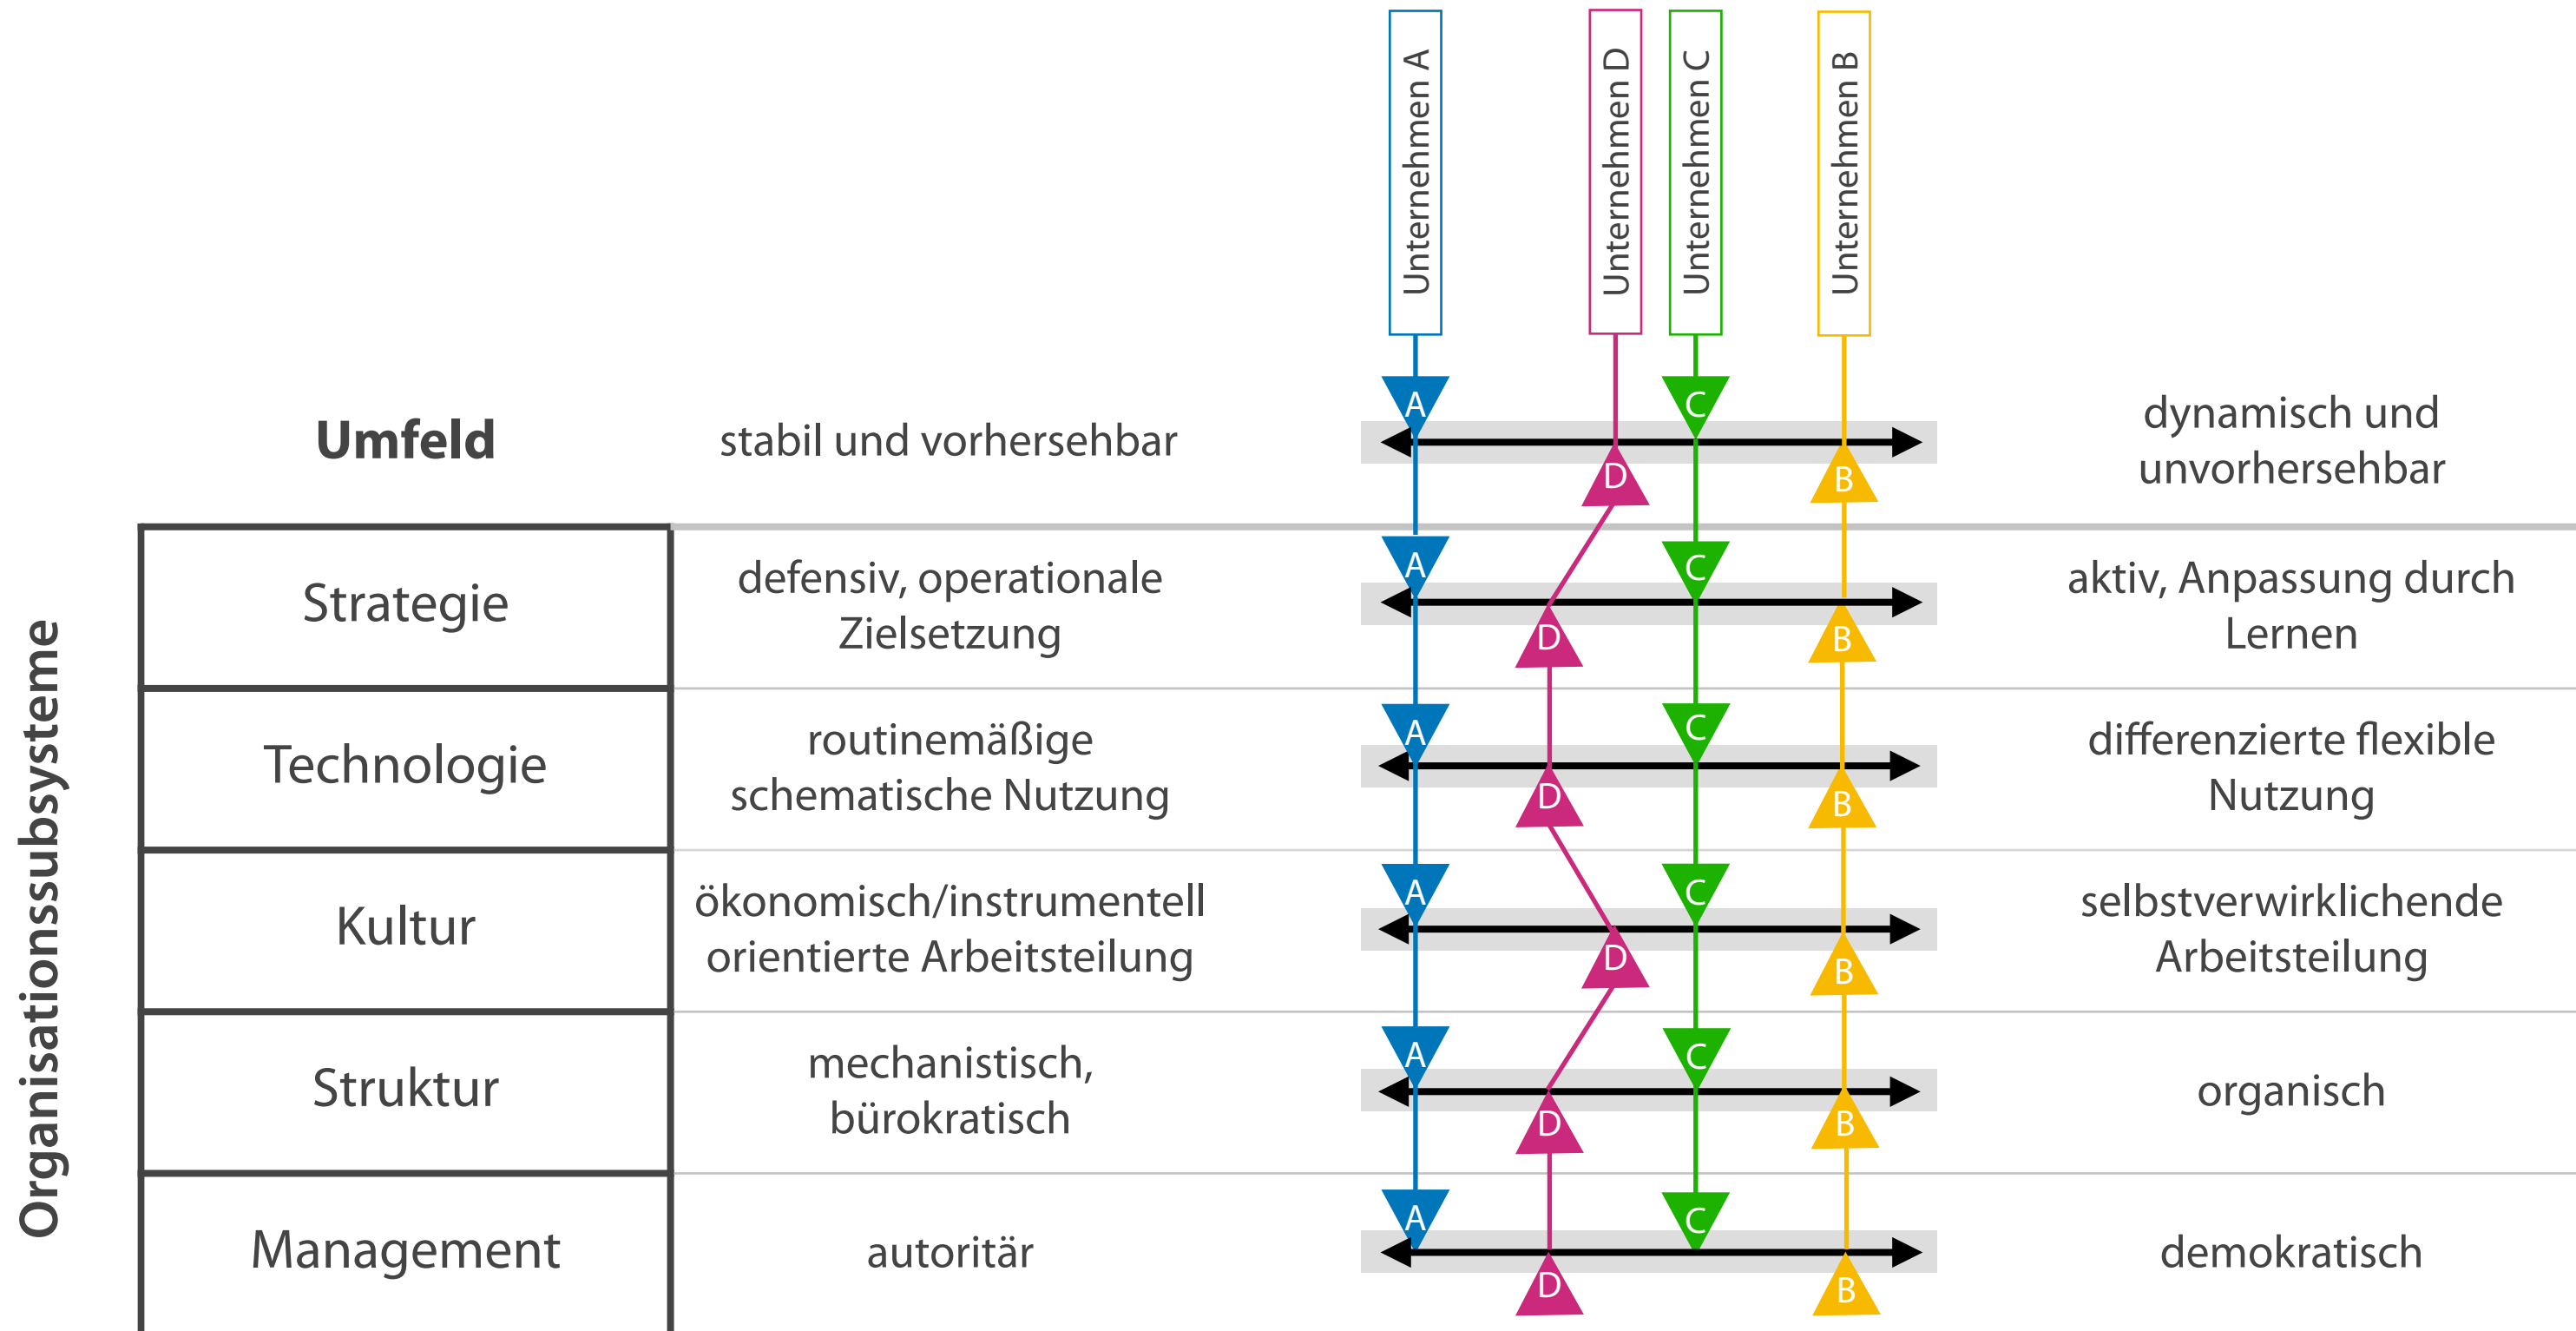 Unternehmen A
Unternehmen D
Unternehmen C
Unternehmen B
Umfeld
stabil und vorhersehbar
A
D
C
B
dynamisch und
unvorhersehbar
Organisationssubsysteme
Strategie
defensiv, operationale
Zielsetzung
A
D
C
B
aktiv, Anpassung durch
Lernen
Technologie
routinemäßige
schematische Nutzung
A
D
C
B
differenzierte flexible
Nutzung
Kultur
ökonomisch/instrumentell
orientierte Arbeitsteilung
A
D
C
B
selbstverwirklichende
Arbeitsteilung
Struktur
mechanistisch,
bürokratisch
A
D
C
B
organisch
Management
autoritär
A
D
C
B
demokratisch